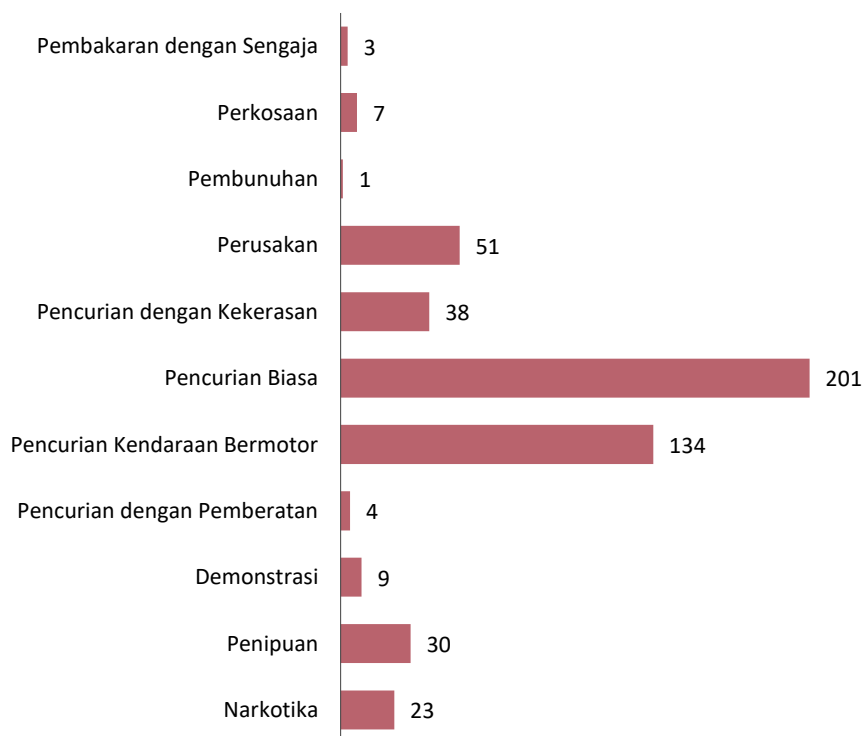 Pembakaran dengan Sengaja 3
Perkosaan 7
Pembunuhan 1
Perusakan 51
Pencurian dengan Kekerasan 38
Pencurian Biasa 201
Pencurian Kendaraan Bermotor 134
Pencurian dengan Pemberatan 4
Demonstrasi 9
Penipuan 30
Narkotika 23